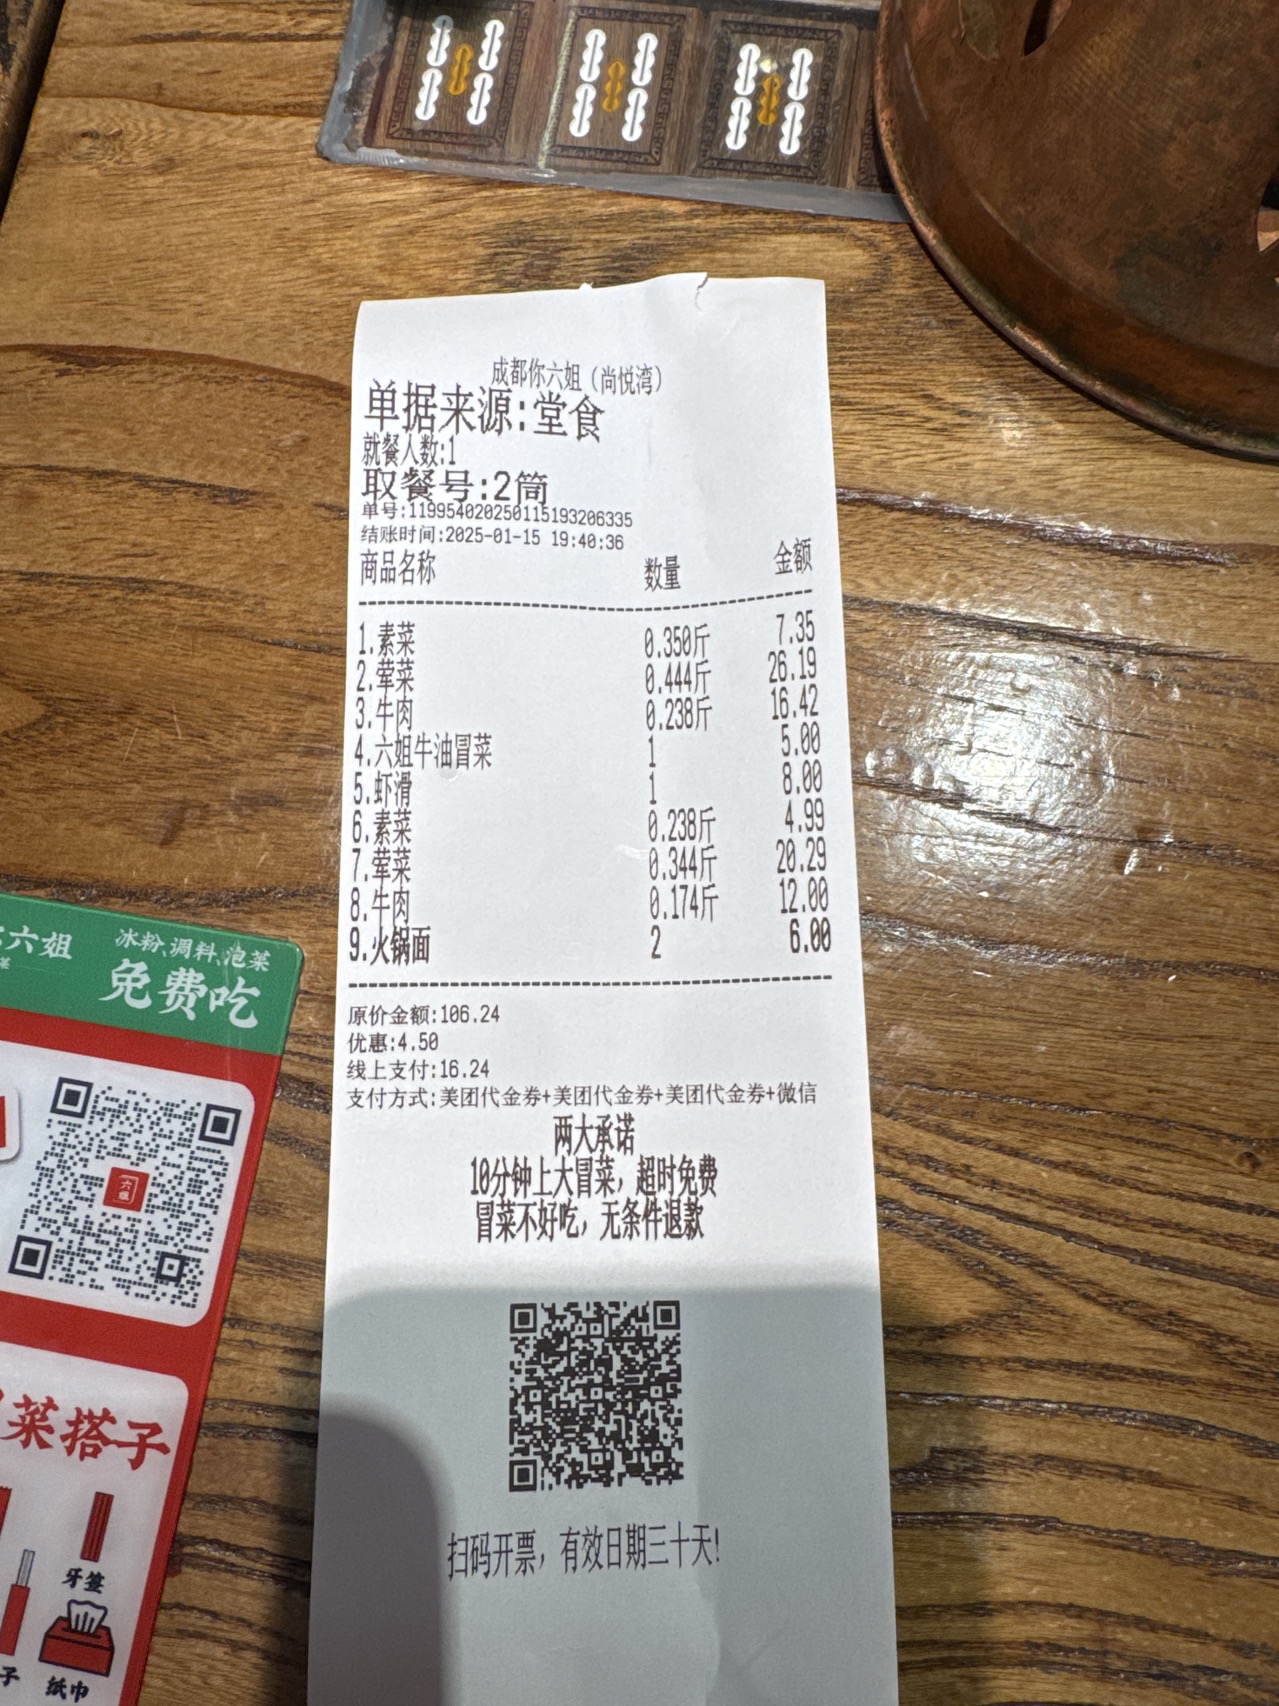 成都你六姐（尚悦湾）
单据来源:堂食
就餐人数:1
取餐号:2筒
单号:119954020250115193206335
结账时间:2025-01-15 19:40:36
商品名称 数量 金额
1.素菜 0.350斤 7.35
2.荤菜 0.444斤 26.19
3.牛肉 0.238斤 16.42
4.六姐牛油冒菜 1 5.00
5.虾滑 1 8.00
6.素菜 0.238斤 4.99
7.荤菜 0.344斤 20.29
8.牛肉 0.174斤 12.00
9.火锅面 2 6.00
原价金额:106.24
优惠:4.50
线上支付:16.24
支付方式:美团代金券+美团代金券+美团代金券+微信
两大承诺
10分钟上大冒菜，超时免费
冒菜不好吃，无条件退款
扫码开票，有效日期三十天!
六姐
冰粉、调料、泡菜
免费吃
六姐
菜搭子
牙签
子
纸巾